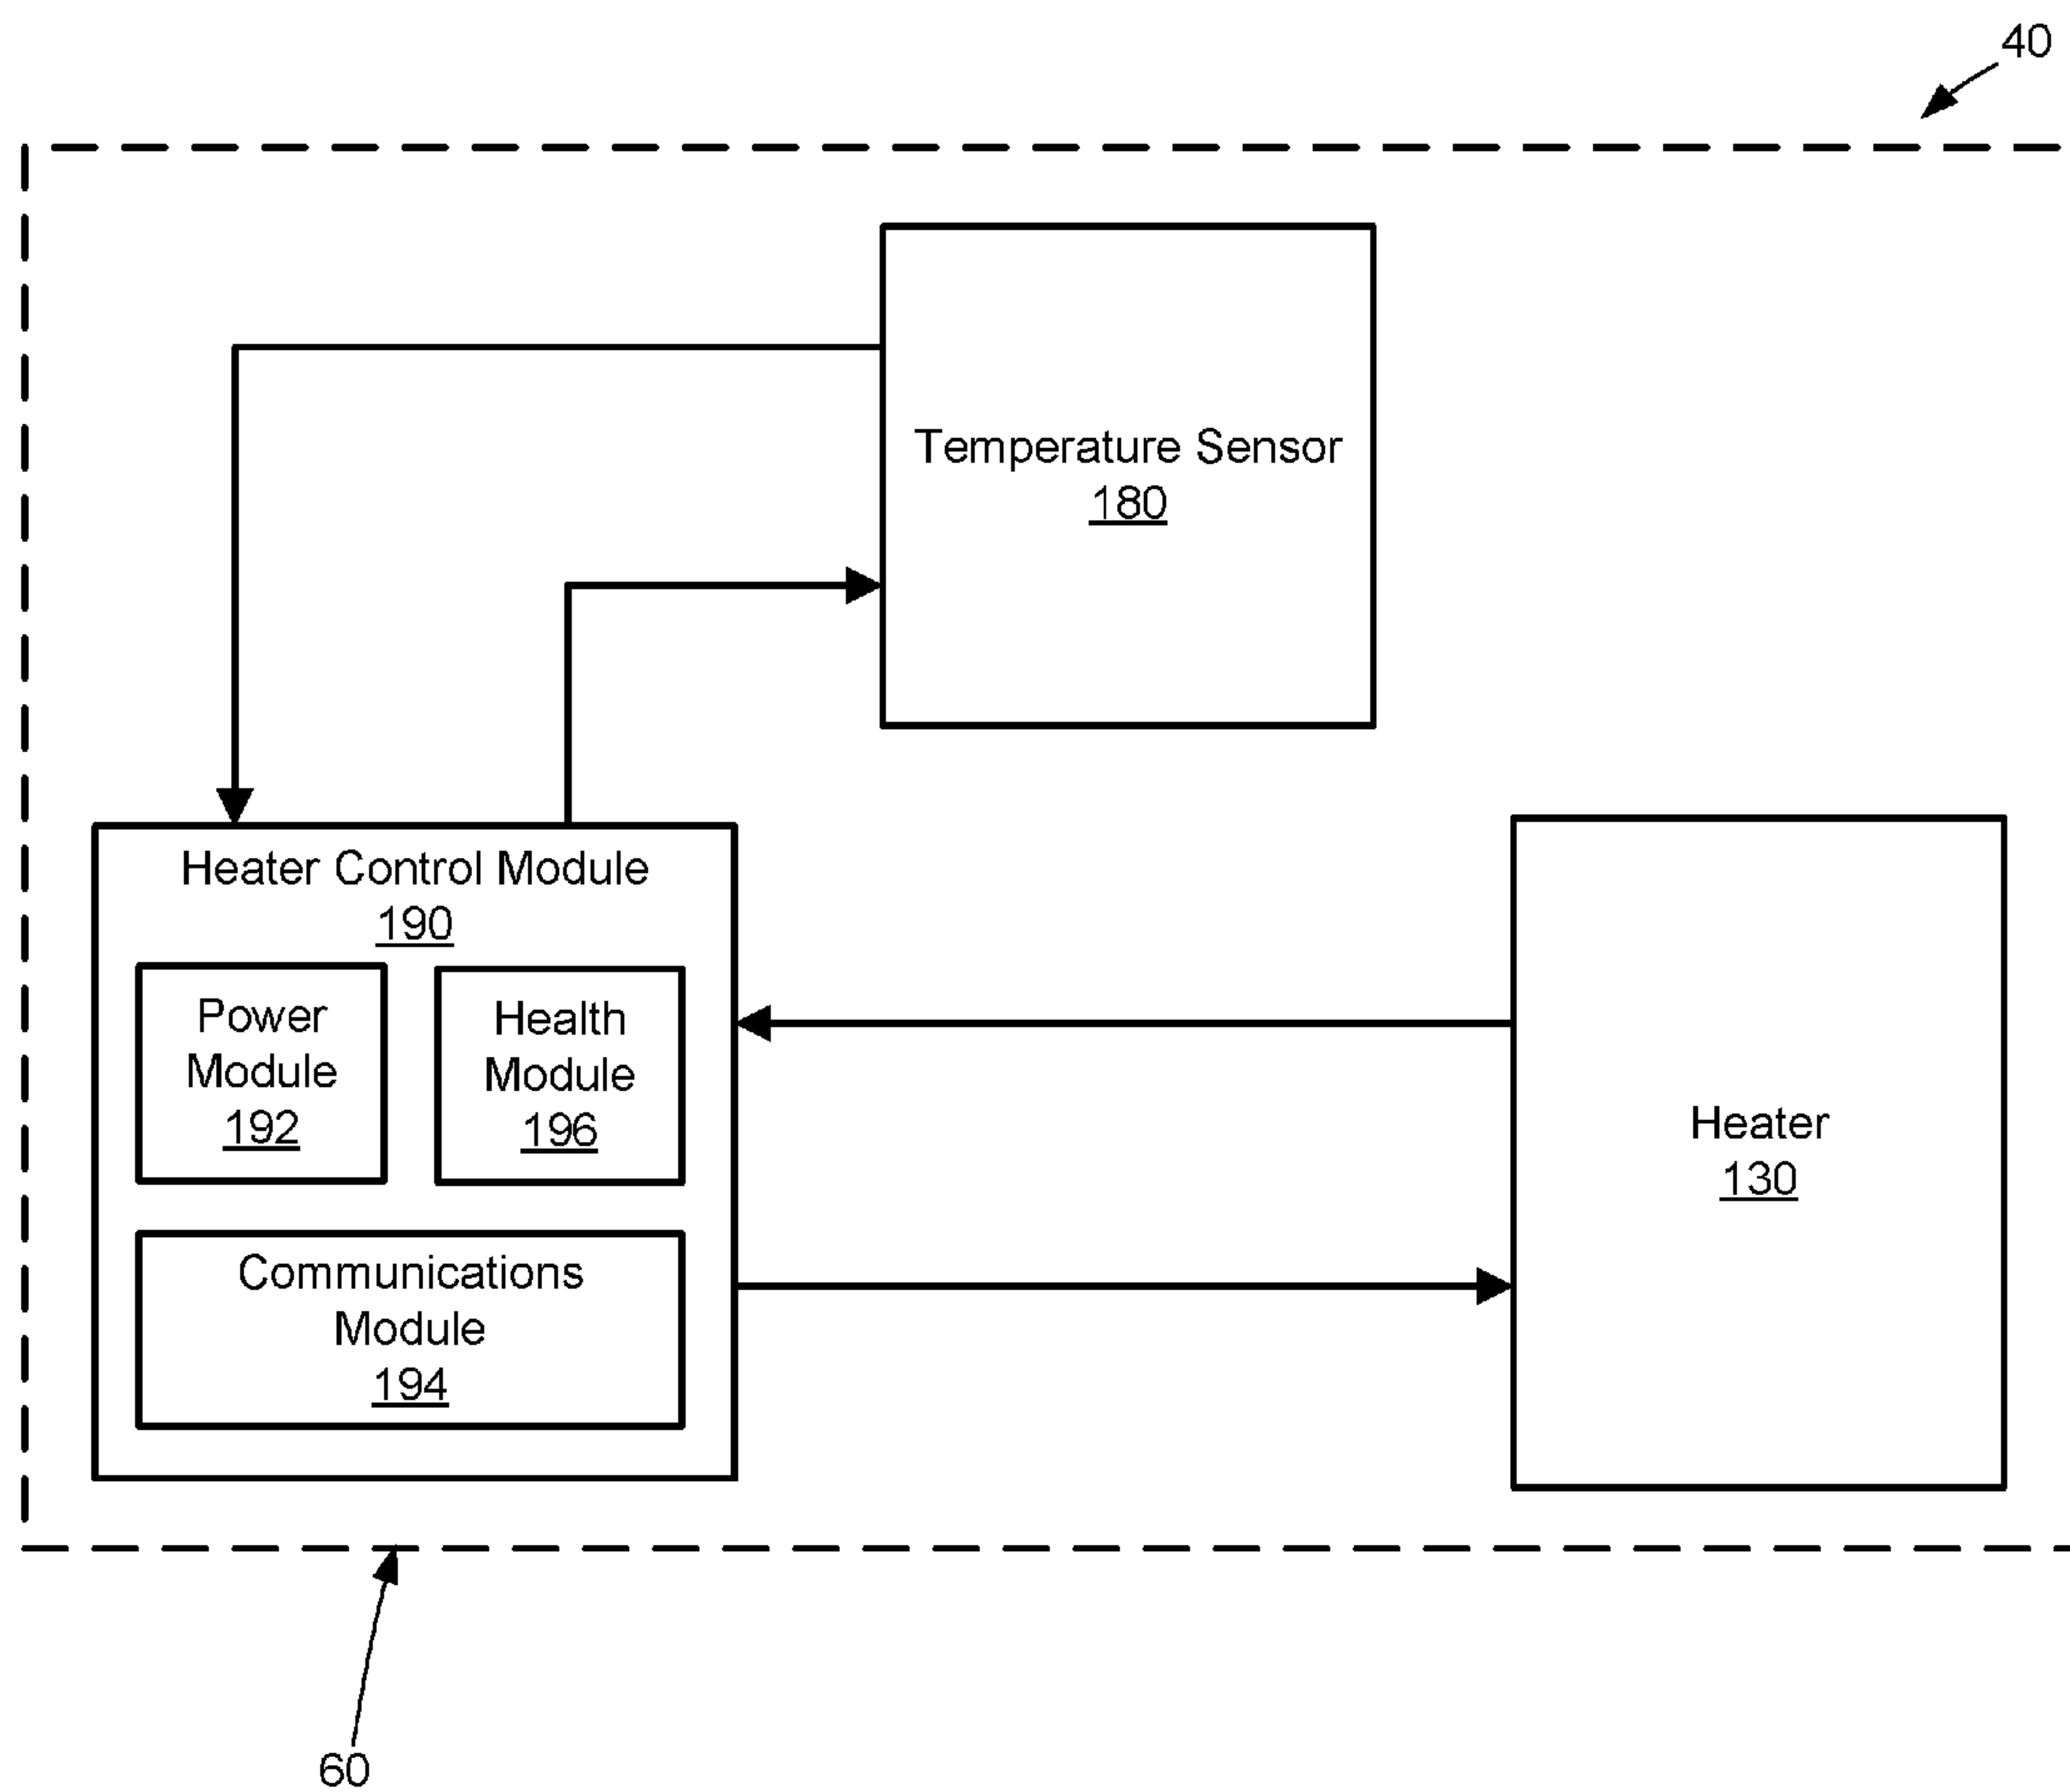 40
Temperature Sensor
180
Heater Control Module
190
Power
Module
192
Health
Module
196
Communications
Module
194
Heater
130
60